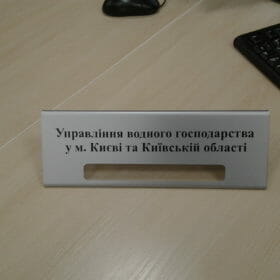 Управління водного господарства
у м. Києві та Київській області